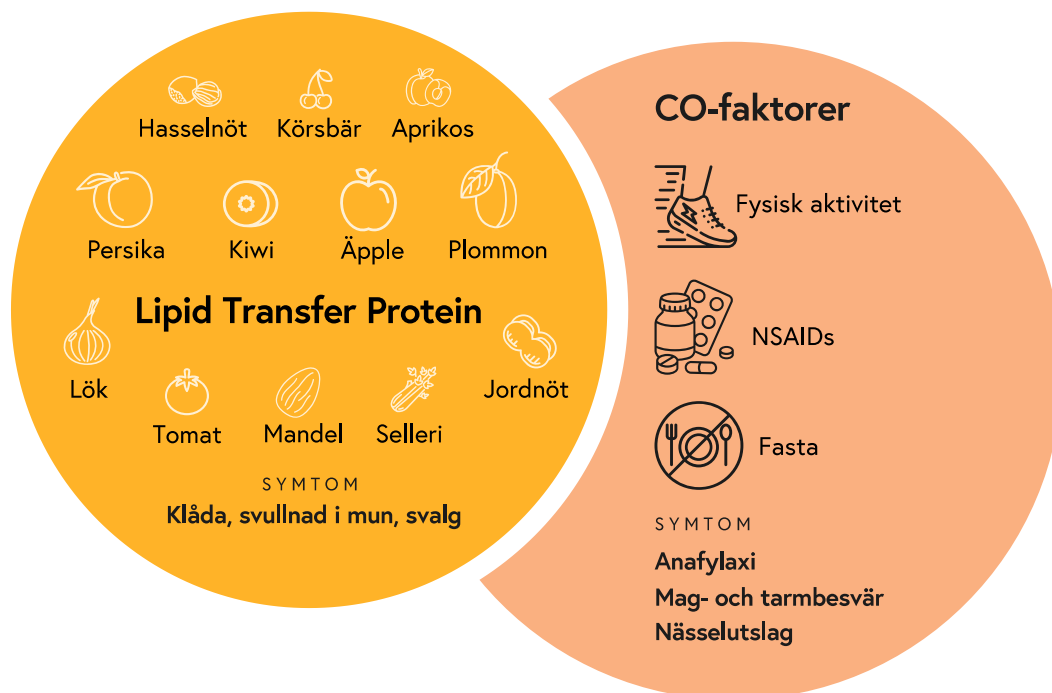 Hasselnöt Körsbär Aprikos
Persika Kiwi Äpple Plommon
Lipid Transfer Protein
Lök Jordnöt
Tomat Mandel Selleri
SYMTOM
Klåda, svullnad i mun, svalg
CO-faktorer
Fysisk aktivitet
NSAIDs
Fasta
SYMTOM
Anafylaxi
Mag- och tarmbesvär
Nässelutslag